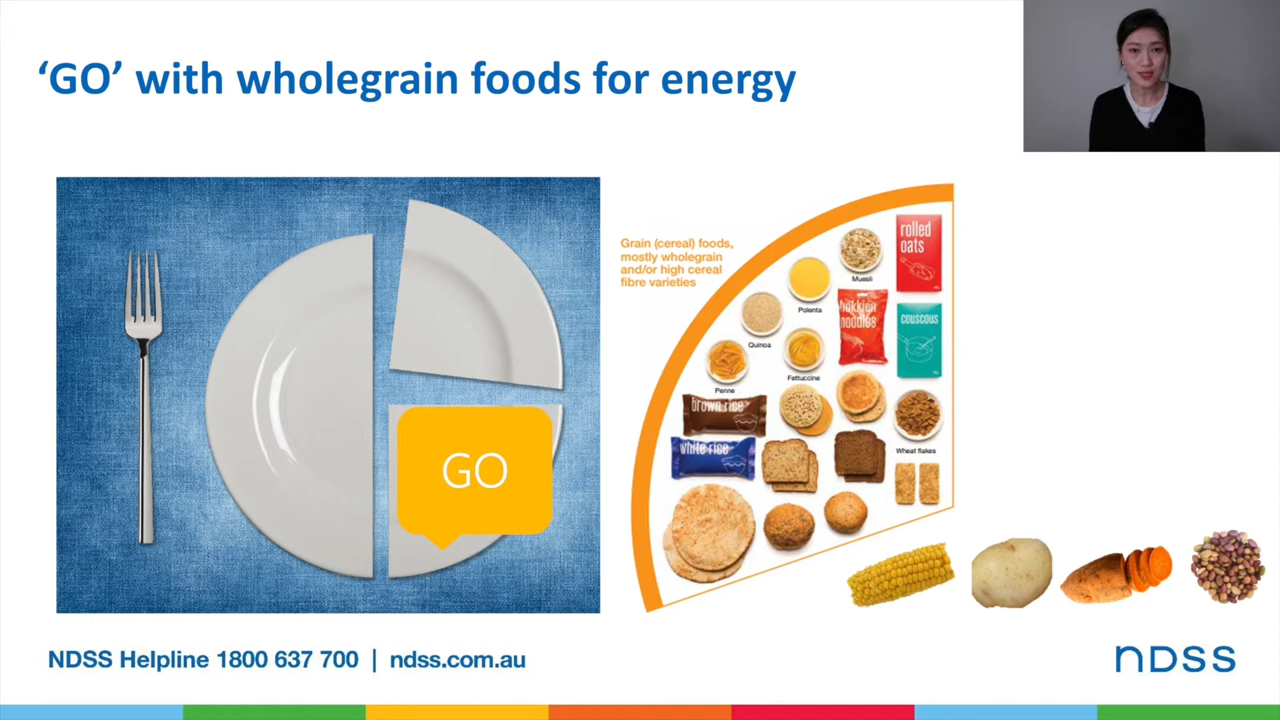 ‘GO’ with wholegrain foods for energy
GO
Grain (cereal) foods,
mostly wholegrain
and/or high cereal
fibre varieties
rolled
oats
Muesli
Polenta
hokkien
noodles
couscous
Quinoa
Fettuccine
Penne
brown rice
white rice
Wheat flakes
NDSS Helpline 1800 637 700 | ndss.com.au
NDSS